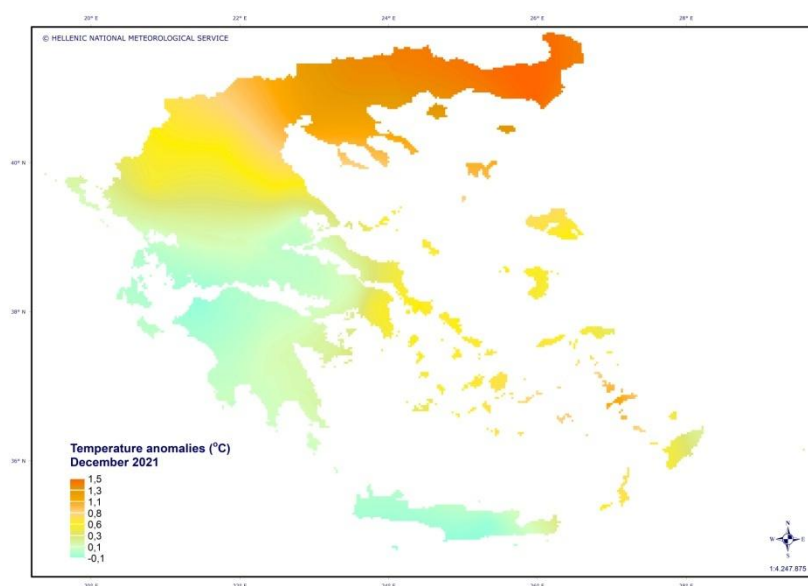 20° E 22° E 24° E 26° E 28° E
© HELLENIC NATIONAL METEOROLOGICAL SERVICE
40° N
38° N
36° N
Temperature anomalies (°C)
December 2021
1,5
1,3
1,1
0,8
0,6
0,3
0,1
-0,1
N
W E
S
1:4.247.875